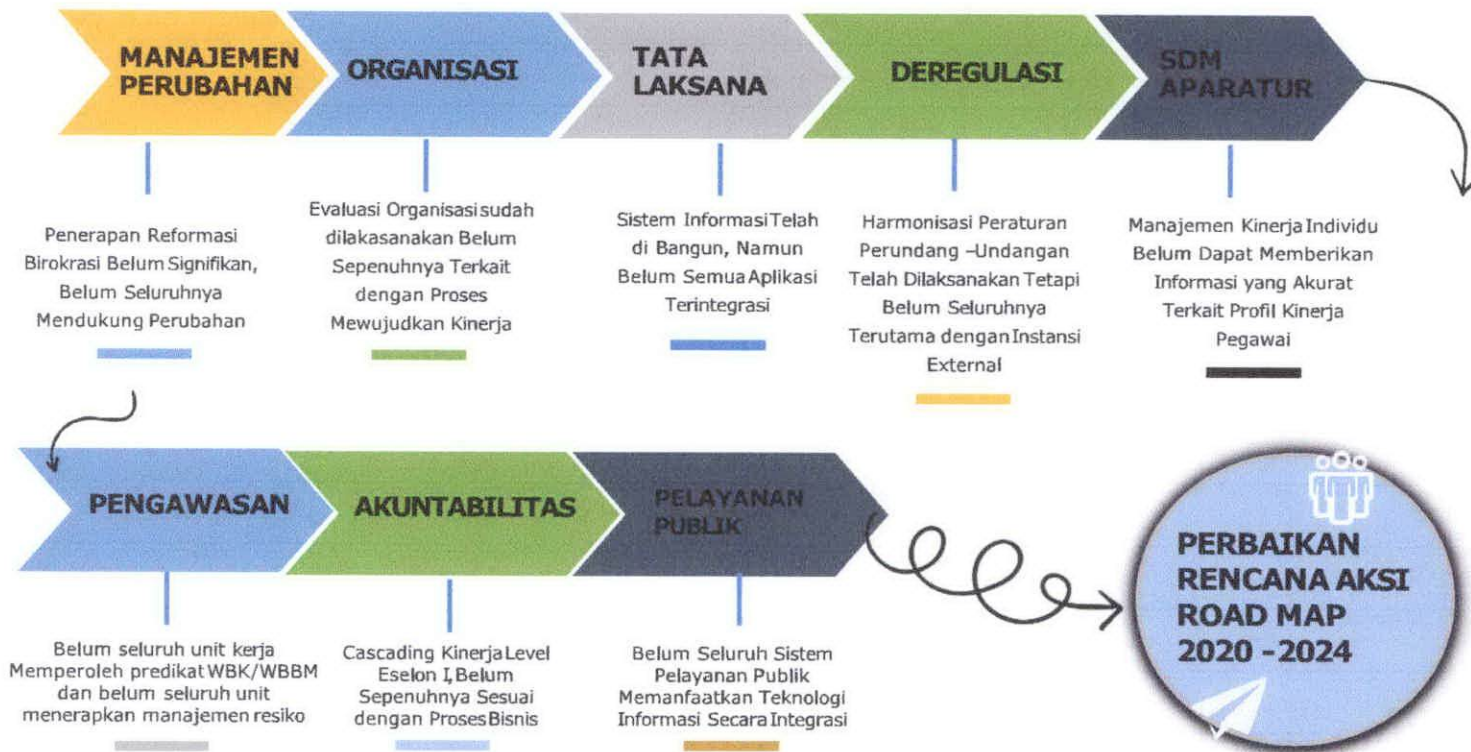 MANAJEMEN
PERUBAHAN
ORGANISASI
TATA
LAKSANA
DEREGULASI
SDM
APARATUR
Penerapan Reformasi
Birokrasi Belum Signifikan,
Belum Seluruhnya
Mendukung Perubahan
Evaluasi Organisasi sudah
dilakasanakan Belum
Sepenuhnya Terkait
dengan Proses
Mewujudkan Kinerja
Sistem Informasi Telah
di Bangun, Namun
Belum Semua Aplikasi
Terintegrasi
Harmonisasi Peraturan
Perundang –Undangan
Telah Dilaksanakan Tetapi
Belum Seluruhnya
Terutama dengan Instansi
External
Manajemen Kinerja Individu
Belum Dapat Memberikan
Informasi yang Akurat
Terkait Profil Kinerja
Pegawai
PENGAWASAN
AKUNTABILITAS
PELAYANAN
PUBLIK
Belum seluruh unit kerja
Memperoleh predikat WBK/WBBM
dan belum seluruh unit
menerapkan manajemen resiko
Cascading Kinerja Level
Eselon I, Belum
Sepenuhnya Sesuai
dengan Proses Bisnis
Belum Seluruh Sistem
Pelayanan Publik
Memanfaatkan Teknologi
Informasi Secara Integrasi
PERBAIKAN
RENCANA AKSI
ROAD MAP
2020 -2024